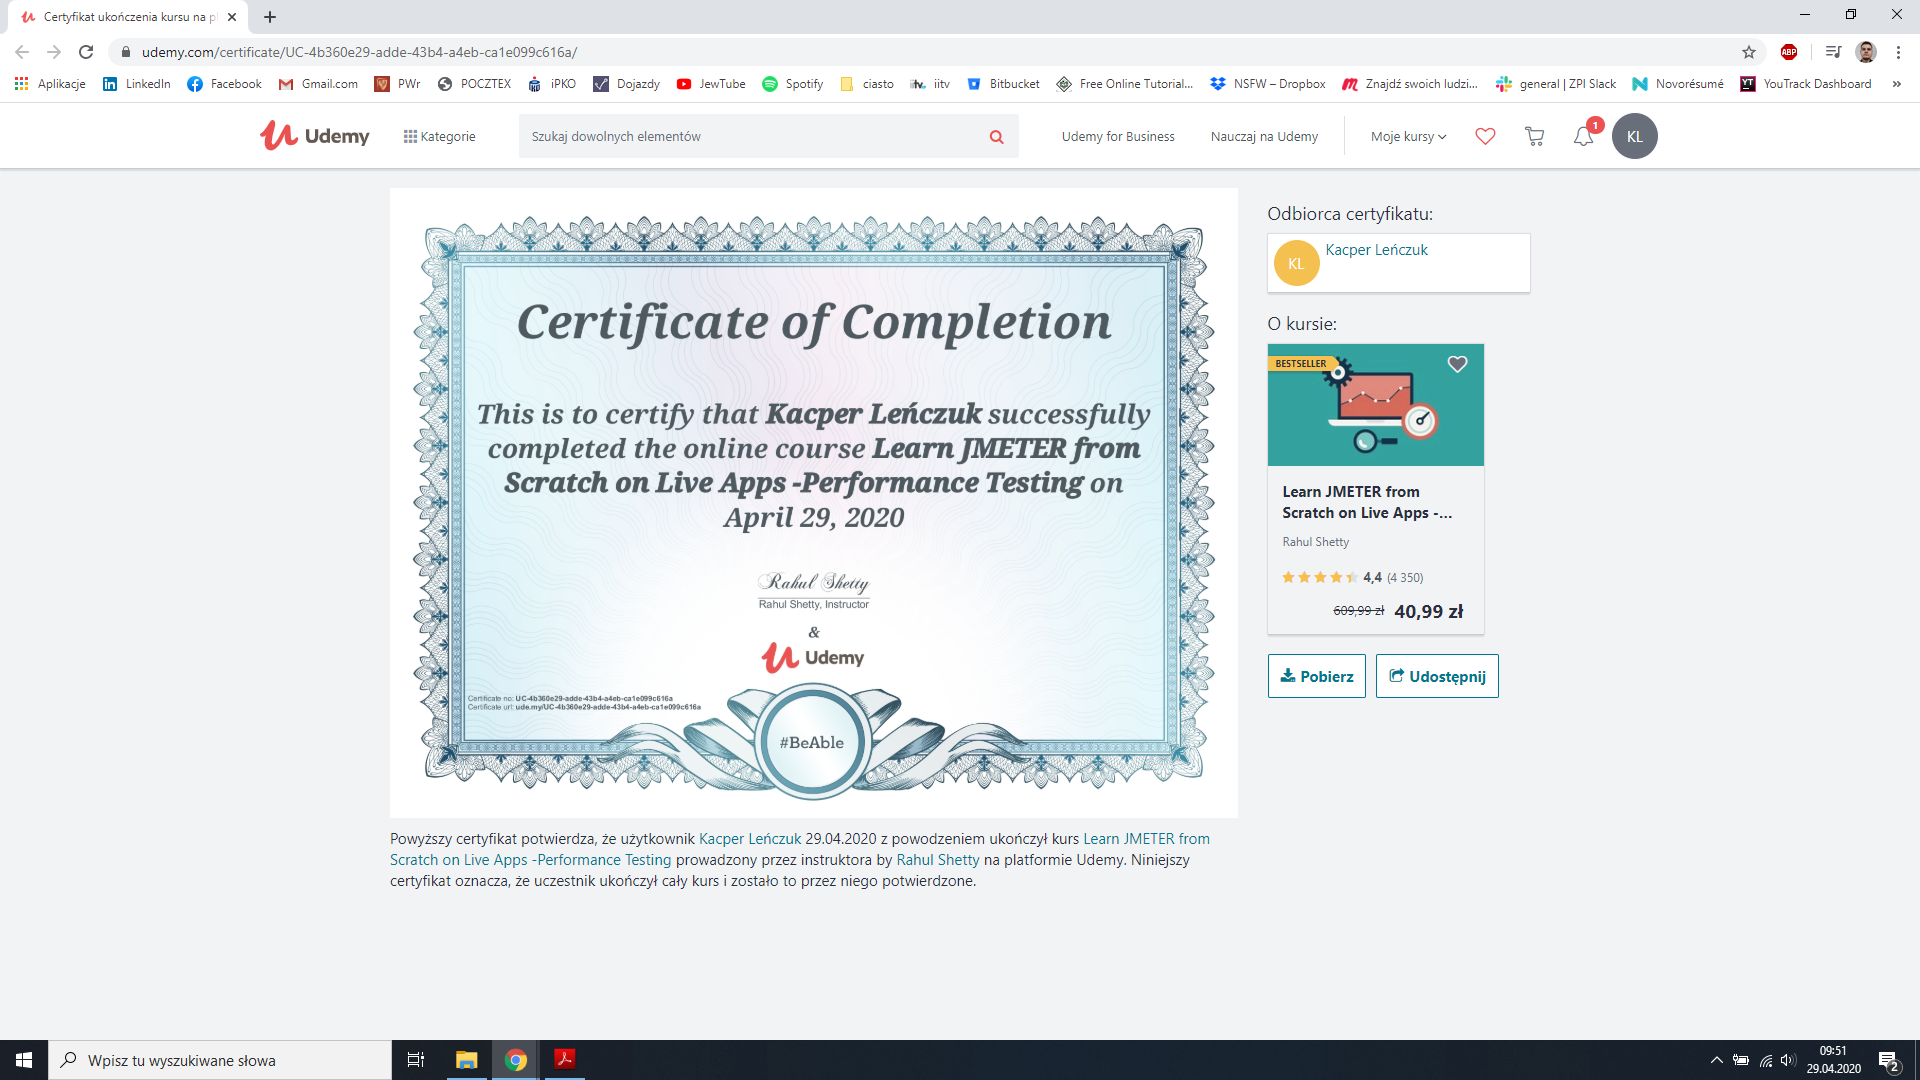 Certyfikat ukończenia kursu na p
udemy.com/certificate/UC-4b360e29-adde-43b4-a4eb-ca1e099c616a/
ABP
Aplikacje LinkedIn Facebook Gmail.com PWr POCZTEX iPKO Dojazdy JewTube Spotify ciasto iitv Bitbucket Free Online Tutorial... NSFW – Dropbox Znajdź swoich ludzi... general | ZPI Slack Novorésumé YouTrack Dashboard »
Udemy Kategorie Szukaj dowolnych elementów Udemy for Business Nauczaj na Udemy Moje kursy 1 KL
Certificate of Completion
This is to certify that Kacper Leńczuk successfully
completed the online course Learn JMETER from
Scratch on Live Apps -Performance Testing on
April 29, 2020
Rahul Shetty
Rahul Shetty, Instructor
&
Udemy
Certificate no: UC-4b360e29-adde-43b4-a4eb-ca1e099c616a
Certificate url: ude.my/UC-4b360e29-adde-43b4-a4eb-ca1e099c616a
#BeAble
Odbiorca certyfikatu:
KL Kacper Leńczuk
O kursie:
BESTSELLER
Learn JMETER from
Scratch on Live Apps -...
Rahul Shetty
4,4 (4 350)
609,99 zł 40,99 zł
Pobierz Udostępnij
Powyższy certyfikat potwierdza, że użytkownik Kacper Leńczuk 29.04.2020 z powodzeniem ukończył kurs Learn JMETER from
Scratch on Live Apps -Performance Testing prowadzony przez instruktora by Rahul Shetty na platformie Udemy. Niniejszy
certyfikat oznacza, że uczestnik ukończył cały kurs i zostało to przez niego potwierdzone.
Wpisz tu wyszukiwane słowa
09:51
29.04.2020
2